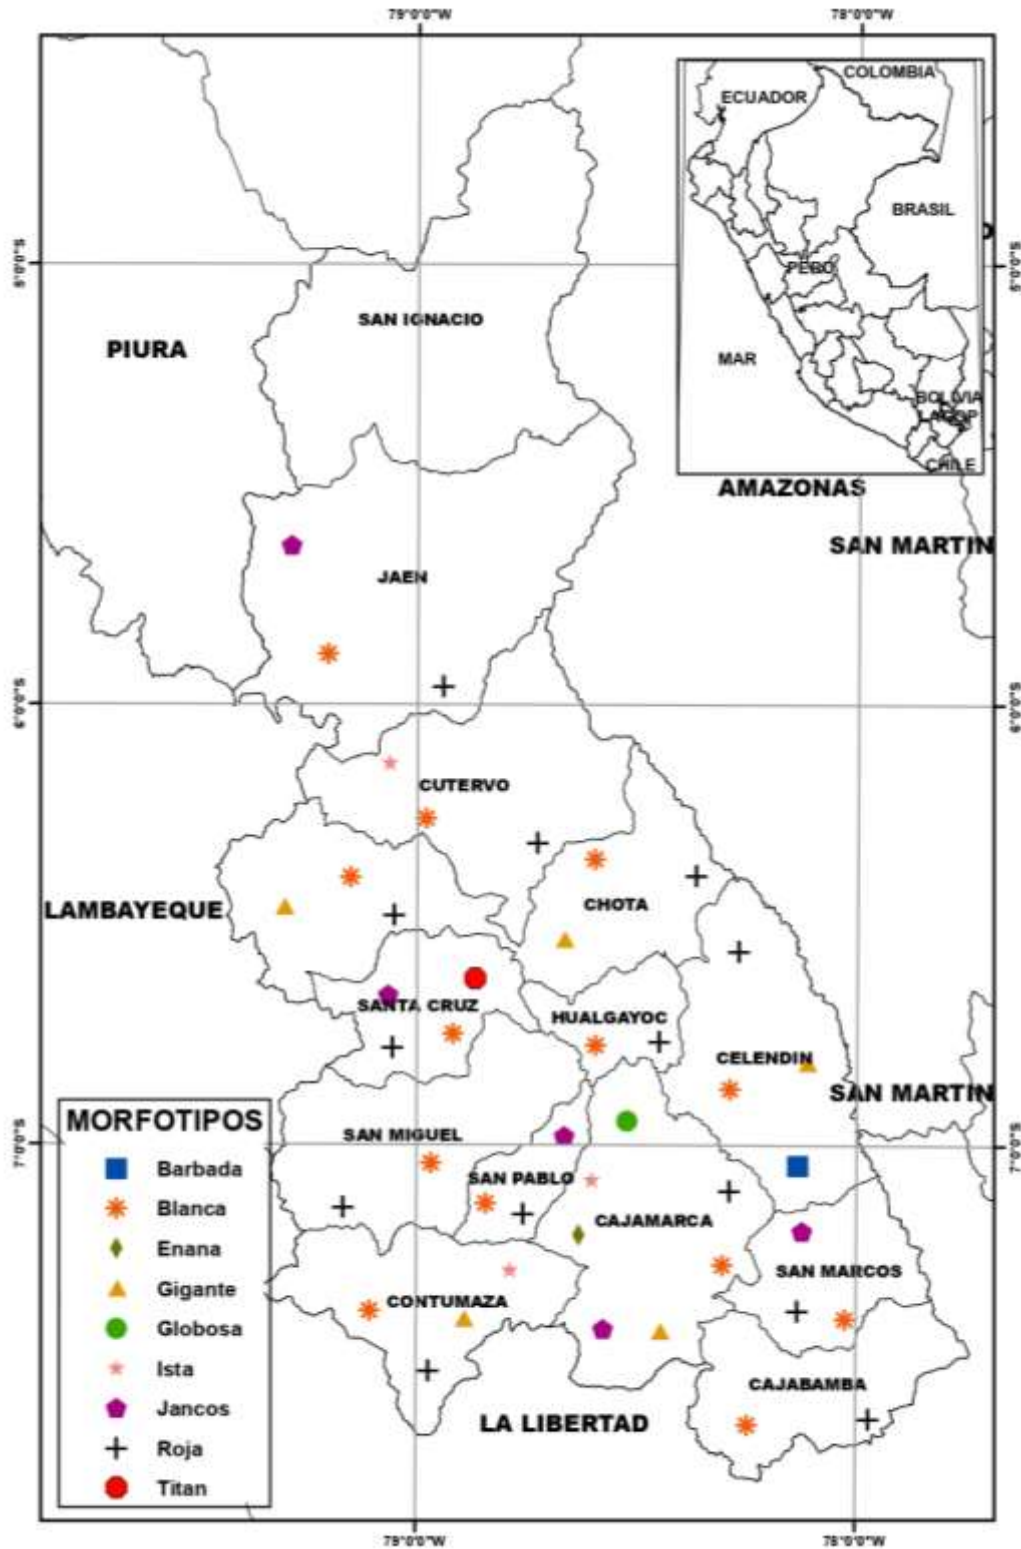 79°0'0"W
78°0'0"W
COLOMBIA
ECUADOR
BRASIL
PERU
MAR
BOLIVIA
CHILE
5°0'0"S
5°0'0"S
SAN IGNACIO
PIURA
AMAZONAS
SAN MARTIN
JAEN
6°0'0"S
6°0'0"S
CUTERVO
CHOTA
LAMBAYEQUE
SANTA CRUZ
HUALGAYOC
CELENDIN
SAN MARTIN
SAN MIGUEL
7°0'0"S
7°0'0"S
SAN PABLO
CAJAMARCA
SAN MARCOS
CONTUMAZA
CAJABAMBA
LA LIBERTAD
MORFOTIPOS
Barbada
Blanca
Enana
Gigante
Globosa
Ista
Jancos
Roja
Titan
79°0'0"W
78°0'0"W